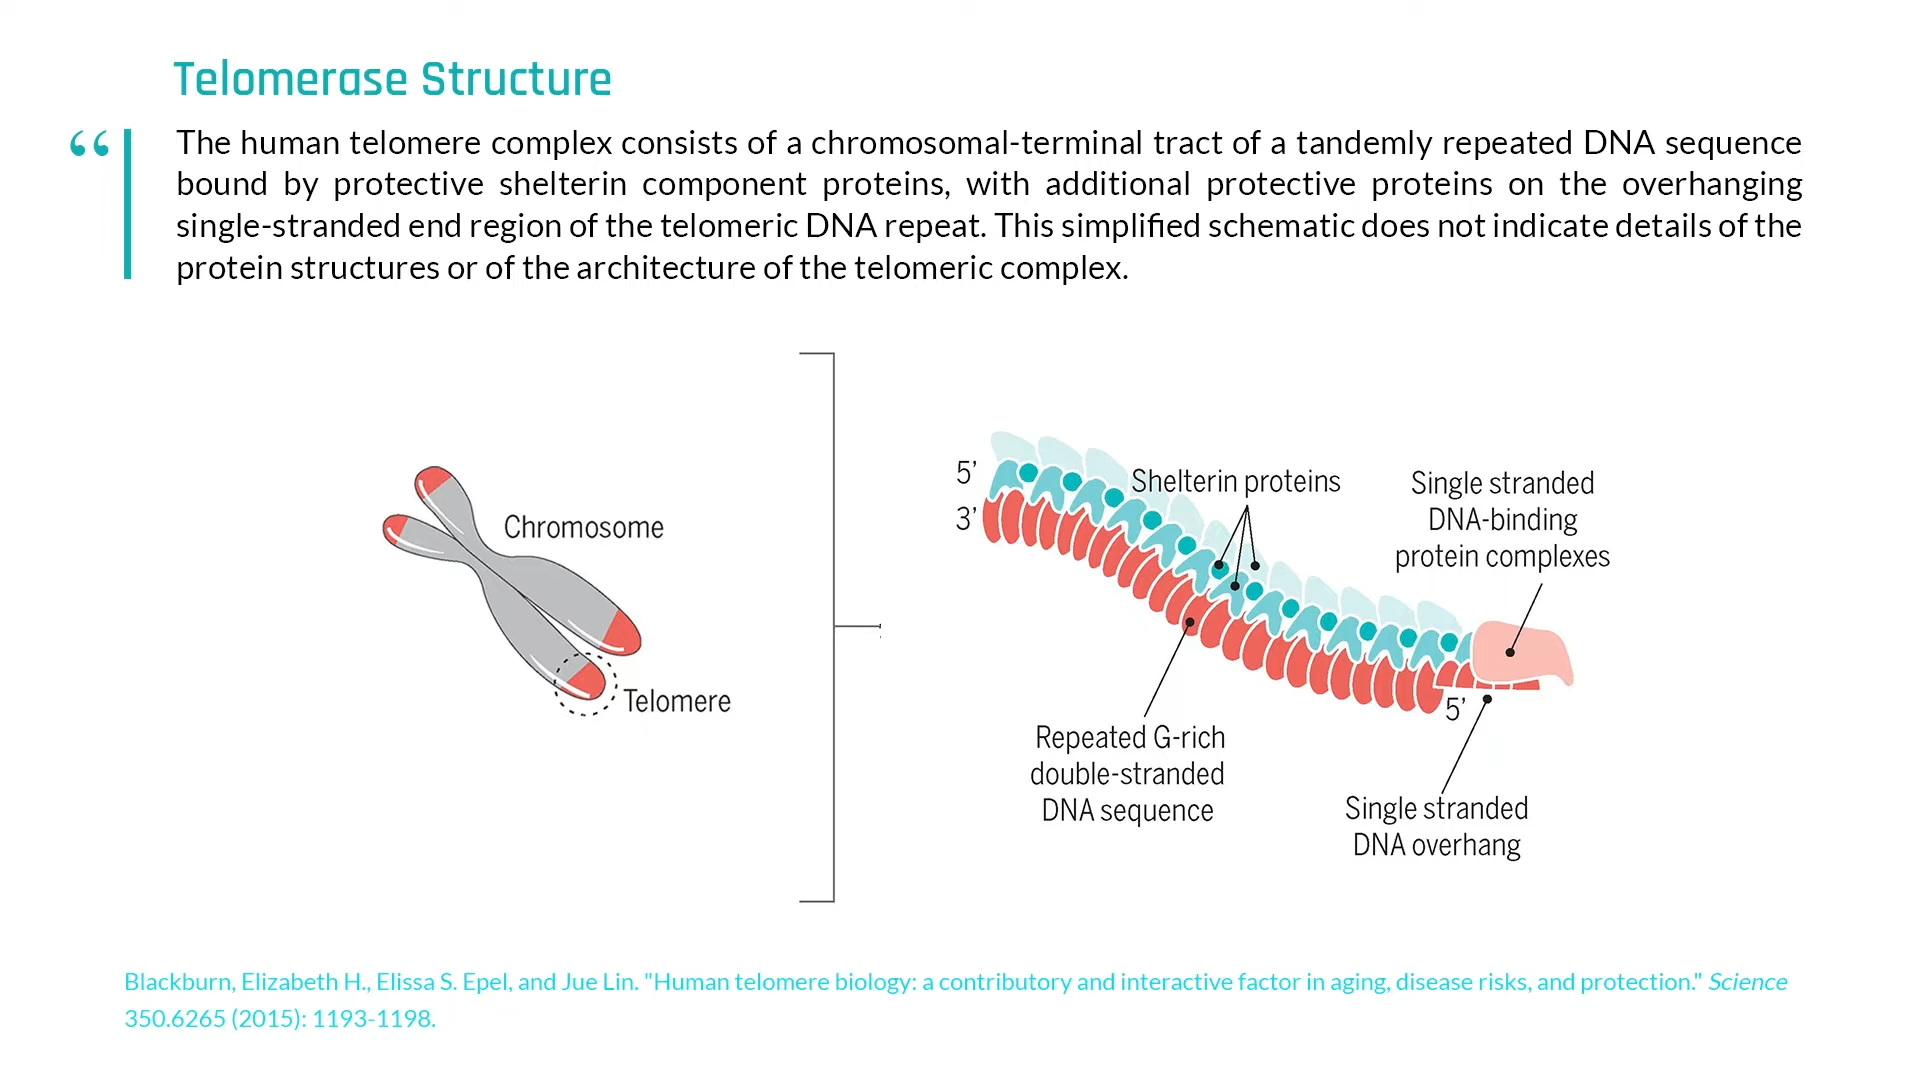 Telomerase Structure
“
The human telomere complex consists of a chromosomal-terminal tract of a tandemly repeated DNA sequence
bound by protective shelterin component proteins, with additional protective proteins on the overhanging
single-stranded end region of the telomeric DNA repeat. This simplified schematic does not indicate details of the
protein structures or of the architecture of the telomeric complex.
Chromosome
Telomere
5’
3’
Shelterin proteins
Single stranded
DNA-binding
protein complexes
5’
Repeated G-rich
double-stranded
DNA sequence
Single stranded
DNA overhang
Blackburn, Elizabeth H., Elissa S. Epel, and Jue Lin. "Human telomere biology: a contributory and interactive factor in aging, disease risks, and protection." Science
350.6265 (2015): 1193-1198.